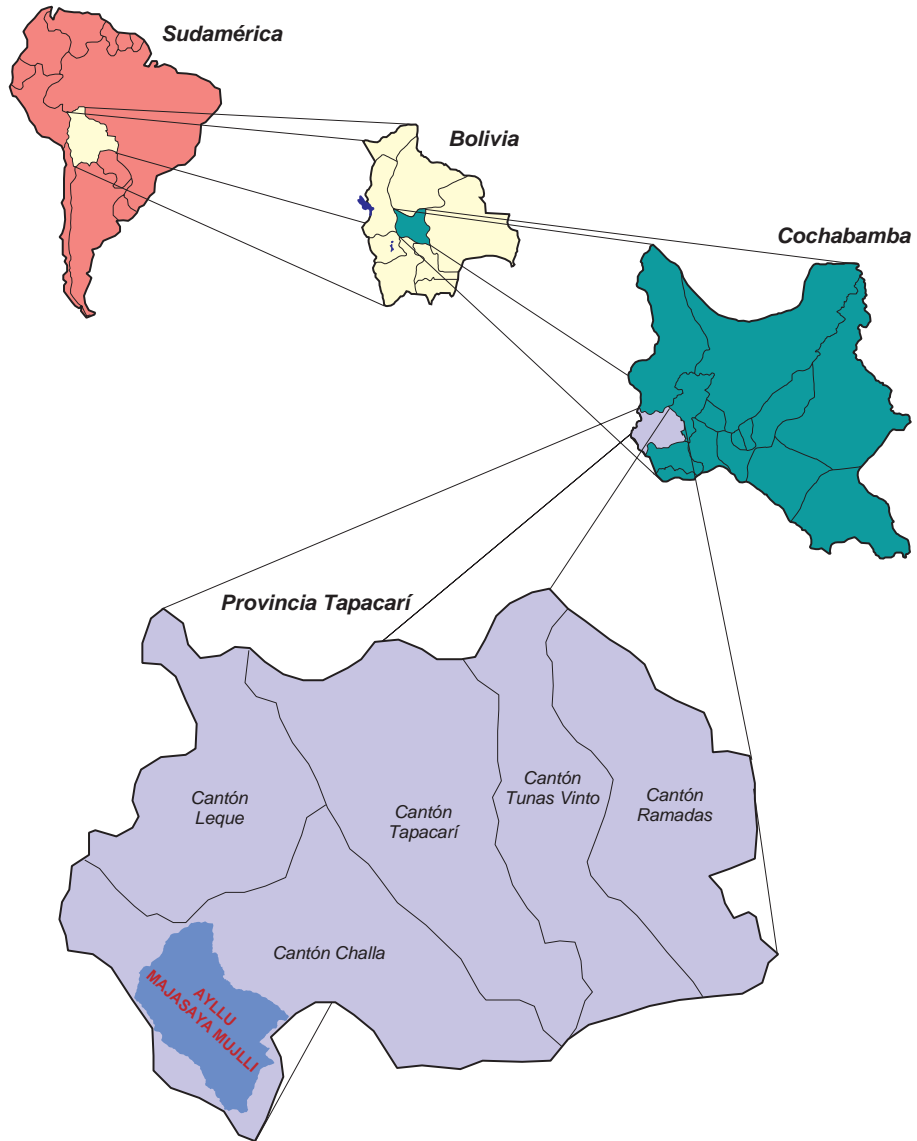 Sudamérica
Bolivia
Cochabamba
Provincia Tapacarí
Cantón
Leque
Cantón
Tapacarí
Cantón
Tunas Vinto
Cantón
Ramadas
Cantón Challa
AYLLU
MAJASAYA MUJLLI